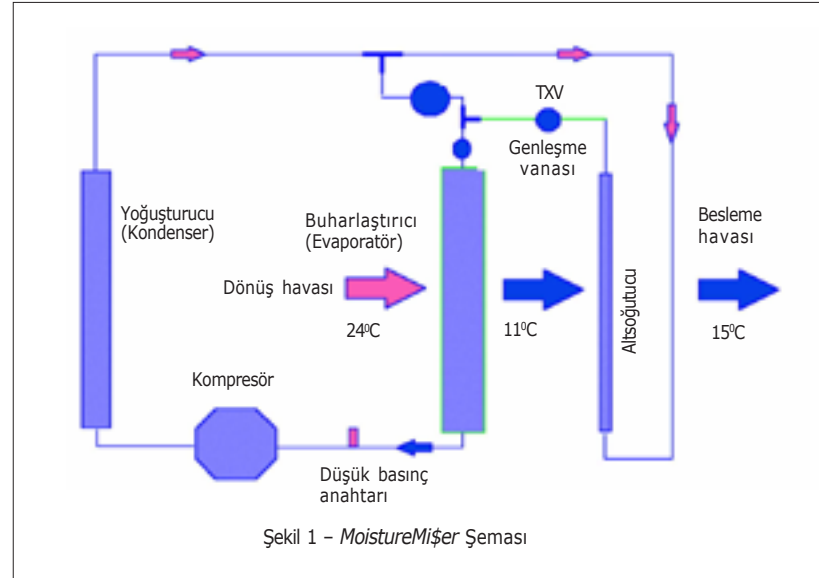 TXV
Genleşme
vanası
Yoğuşturucu
(Kondenser)
Buharlaştırıcı
(Evaporatör)
Besleme
havası
Dönüş havası
Altsoğutucu
24⁰C
11⁰C
15⁰C
Kompresör
Düşük basınç
anahtarı
Şekil 1 – MoistureMi$er Şeması